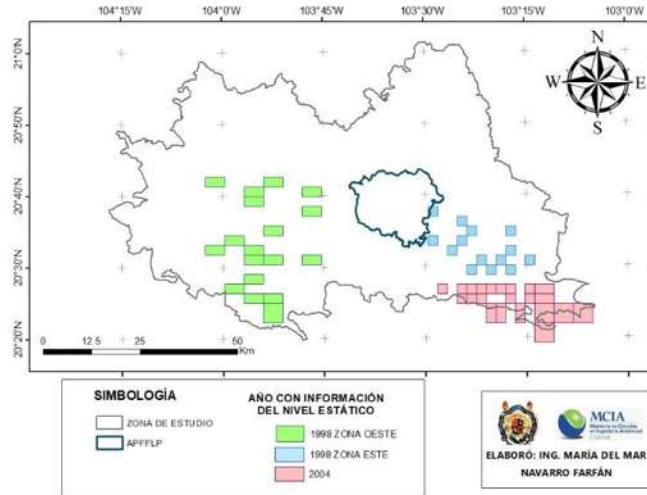 104°15'W 104°0'W 103°45'W 103°30'W 103°15'W 103°0'W
21°0'N
20°50'N
20°40'N
20°30'N
20°20'N
N
W E
S
0 12.5 25 50
Km
SIMBOLOGÍA
ZONA DE ESTUDIO
APFFLP
AÑO CON INFORMACIÓN
DEL NIVEL ESTÁTICO
1998 ZONA OESTE
1998 ZONA ESTE
2004
MCIA
ELABORÓ: ING. MARÍA DEL MAR
NAVARRO FARFÁN